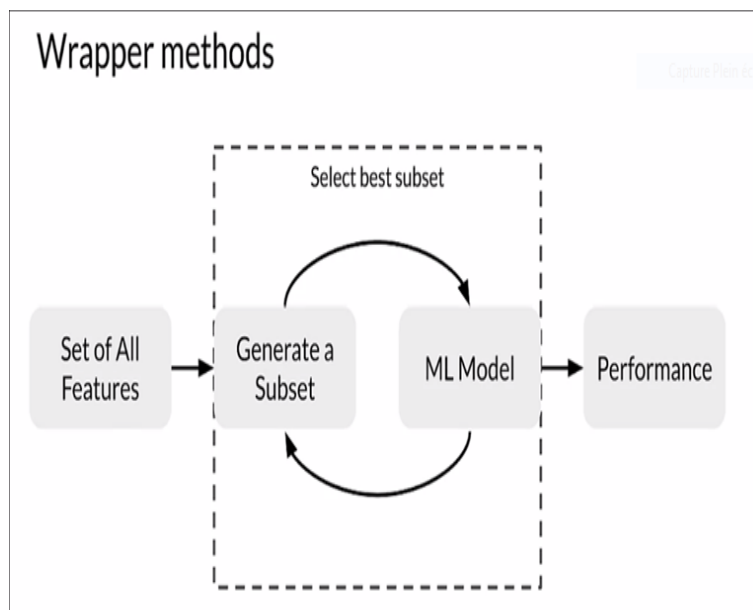 Wrapper methods
Select best subset
Set of All
Features
Generate a
Subset
ML Model
Performance